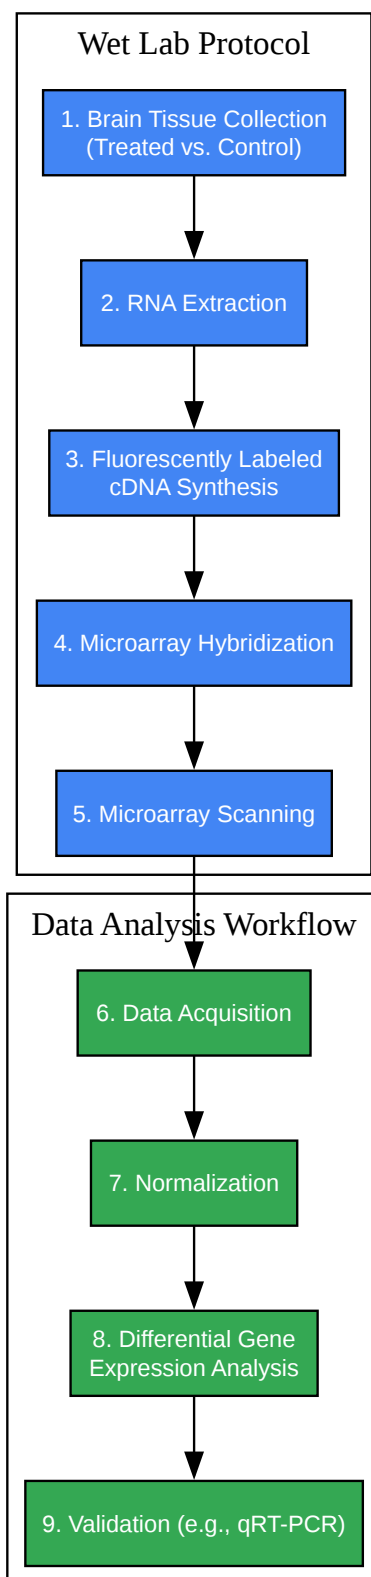 Wet Lab Protocol
1. Brain Tissue Collection
(Treated vs. Control)
2. RNA Extraction
3. Fluorescently Labeled
cDNA Synthesis
4. Microarray Hybridization
5. Microarray Scanning
Data Analysis Workflow
6. Data Acquisition
7. Normalization
8. Differential Gene
Expression Analysis
9. Validation (e.g., qRT-PCR)